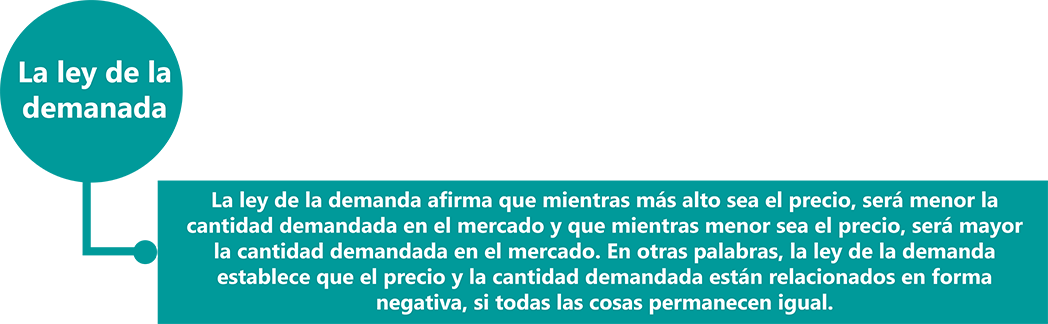 La ley de la
demanada
La ley de la demanda afirma que mientras más alto sea el precio, será menor la
cantidad demandada en el mercado y que mientras menor sea el precio, será mayor
la cantidad demandada en el mercado. En otras palabras, la ley de la demanda
establece que el precio y la cantidad demandada están relacionados en forma
negativa, si todas las cosas permanecen igual.